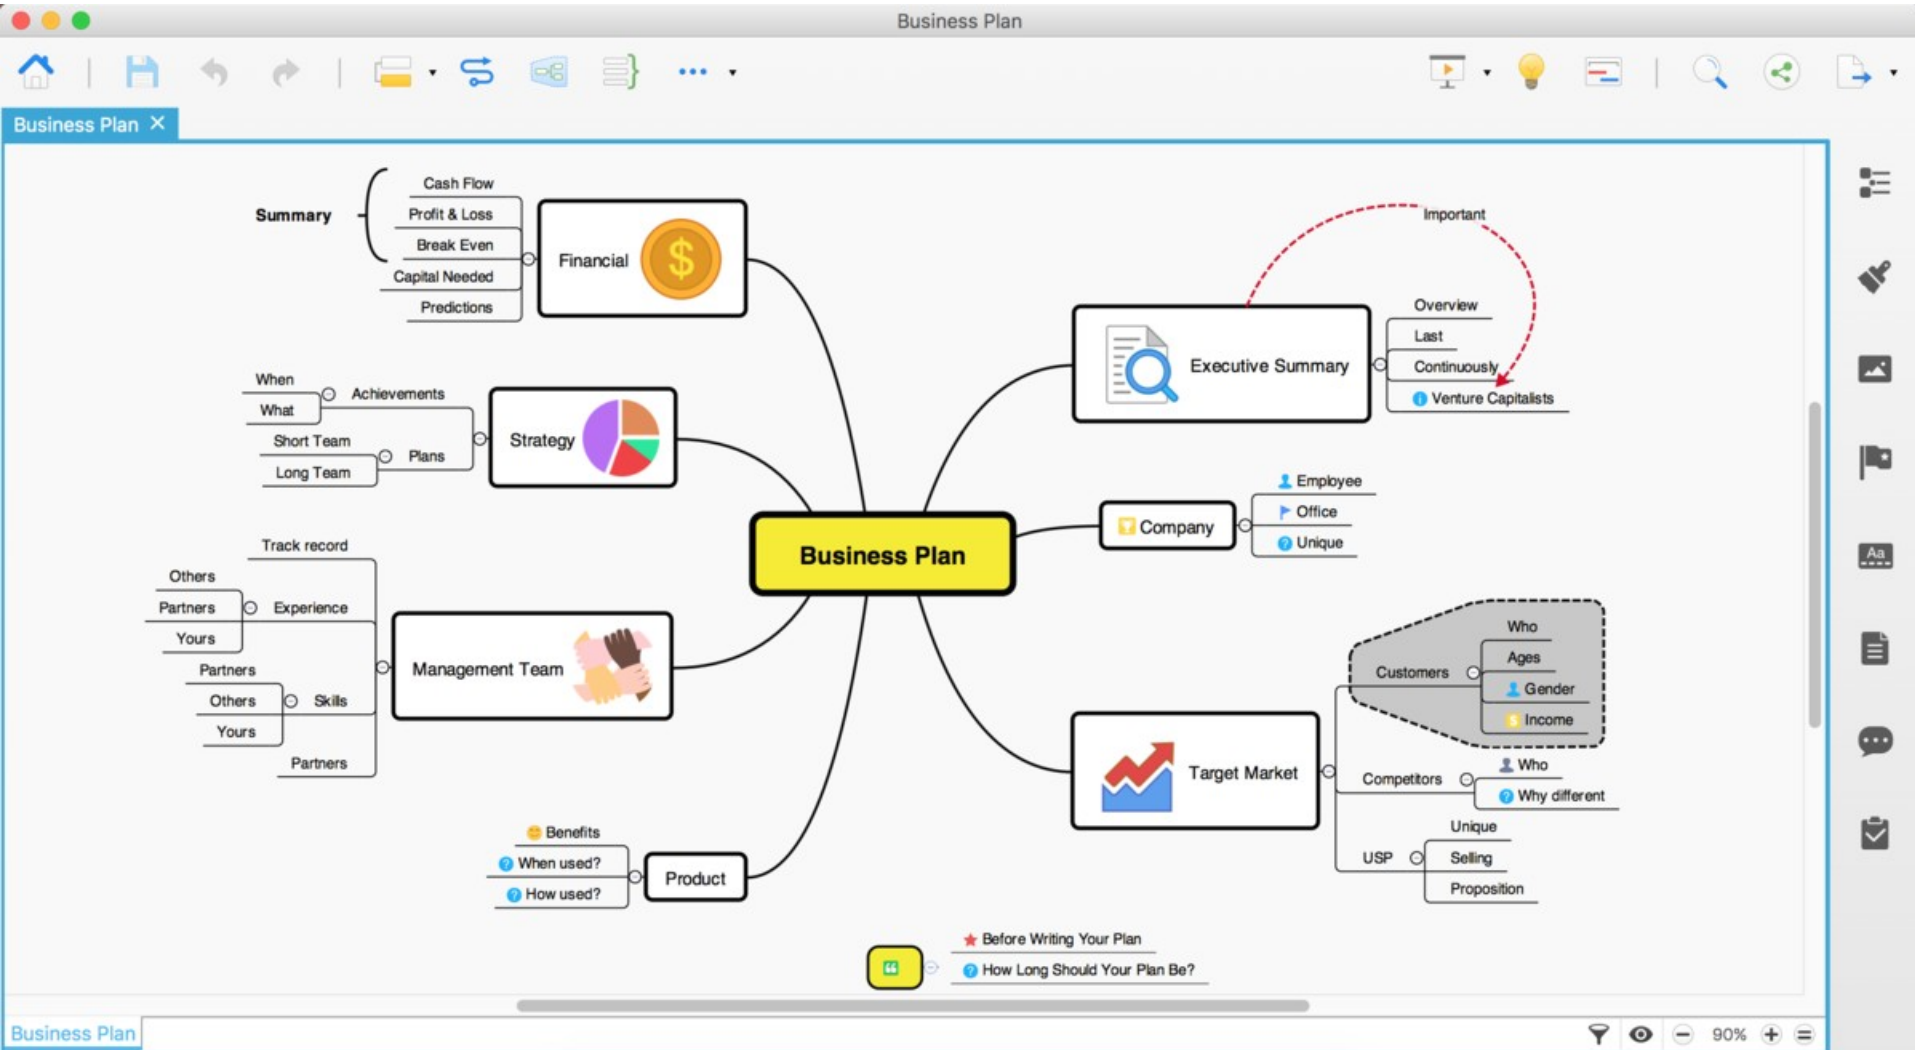 Business Plan
Business Plan
Cash Flow
Summary
Profit & Loss
Break Even
Capital Needed
Predictions
Financial
When
What
Achievements
Short Team
Long Team
Plans
Strategy
Track record
Others
Partners
Yours
Experience
Partners
Others
Yours
Skills
Partners
Management Team
Benefits
When used?
How used?
Product
Business Plan
Important
Executive Summary
Overview
Last
Continuously
Venture Capitalists
Company
Employee
Office
Unique
Target Market
Customers
Who
Ages
Gender
Income
Competitors
Who
Why different
USP
Unique
Selling
Proposition
Before Writing Your Plan
How Long Should Your Plan Be?
Aa
Business Plan
90%